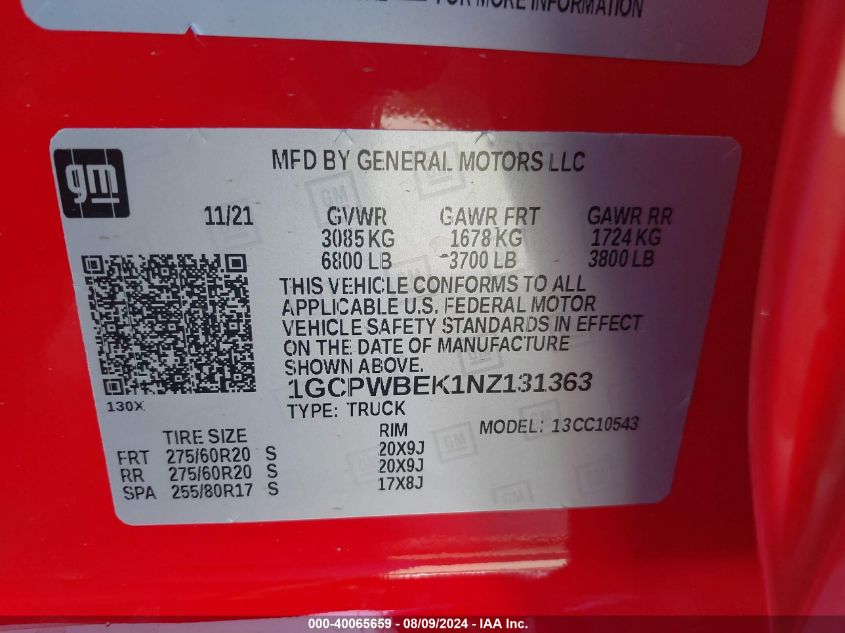 FOR MORE INFORMATION
gm
MFD BY GENERAL MOTORS LLC
11/21 GVWR GAWR FRT GAWR RR
3085 KG 1678 KG 1724 KG
6800 LB 3700 LB 3800 LB
THIS VEHICLE CONFORMS TO ALL
APPLICABLE U.S. FEDERAL MOTOR
VEHICLE SAFETY STANDARDS IN EFFECT
ON THE DATE OF MANUFACTURE
SHOWN ABOVE.
1GCPWBEK1NZ131363
130X
TYPE: TRUCK
MODEL: 13CC10543
TIRE SIZE RIM
FRT 275/60R20 S 20X9J
RR 275/60R20 S 20X9J
SPA 255/80R17 S 17X8J
000-40065659 - 08/09/2024 - IAA Inc.